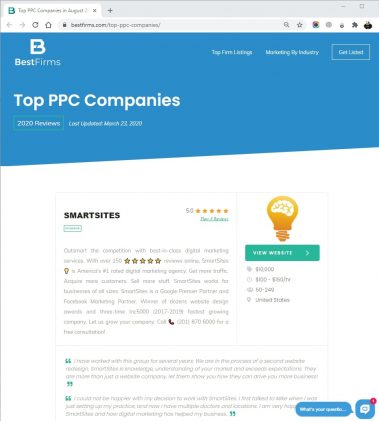 Top PPC Companies in August 2
bestfirms.com/top-ppc-companies/
B
BestFirms
Top Firm Listings
Marketing By Industry
Get Listed
Top PPC Companies
2020 Reviews
Last Updated: March 23, 2020
SMARTSITES
5.0 ★★★★★
View 3 Reviews
Outsmart the competition with best-in-class digital marketing
services. With over 250 ⭐⭐⭐⭐⭐ reviews online, SmartSites
💡 is America's #1 rated digital marketing agency. Get more traffic.
Acquire more customers. Sell more stuff. SmartSites works for
businesses of all sizes. SmartSites is a Google Premier Partner and
Facebook Marketing Partner. Winner of dozens website design
awards and three-time Inc5000 (2017-2019) fastest growing
company. Let us grow your company. Call 📞 (201) 870 6000 for a
free consultation!
VIEW WEBSITE >
$10,000
$100 - $150/hr
50-249
United States
❝ I have worked with this group for several years. We are in the process of a second website
redesign. SmartSites is knowledge, understanding of your market and exceeds expectations. They
are more than just a website company, let them show you how they can drive you more business!
❞
❝ I could not be happier with my decision to work with SmartSites. I first talked to Mike when I was
just setting up my practice, and now I have multiple doctors and locations. I am very happ
SmartSites and how digital marketing has helped my business.
What's your questio...
1